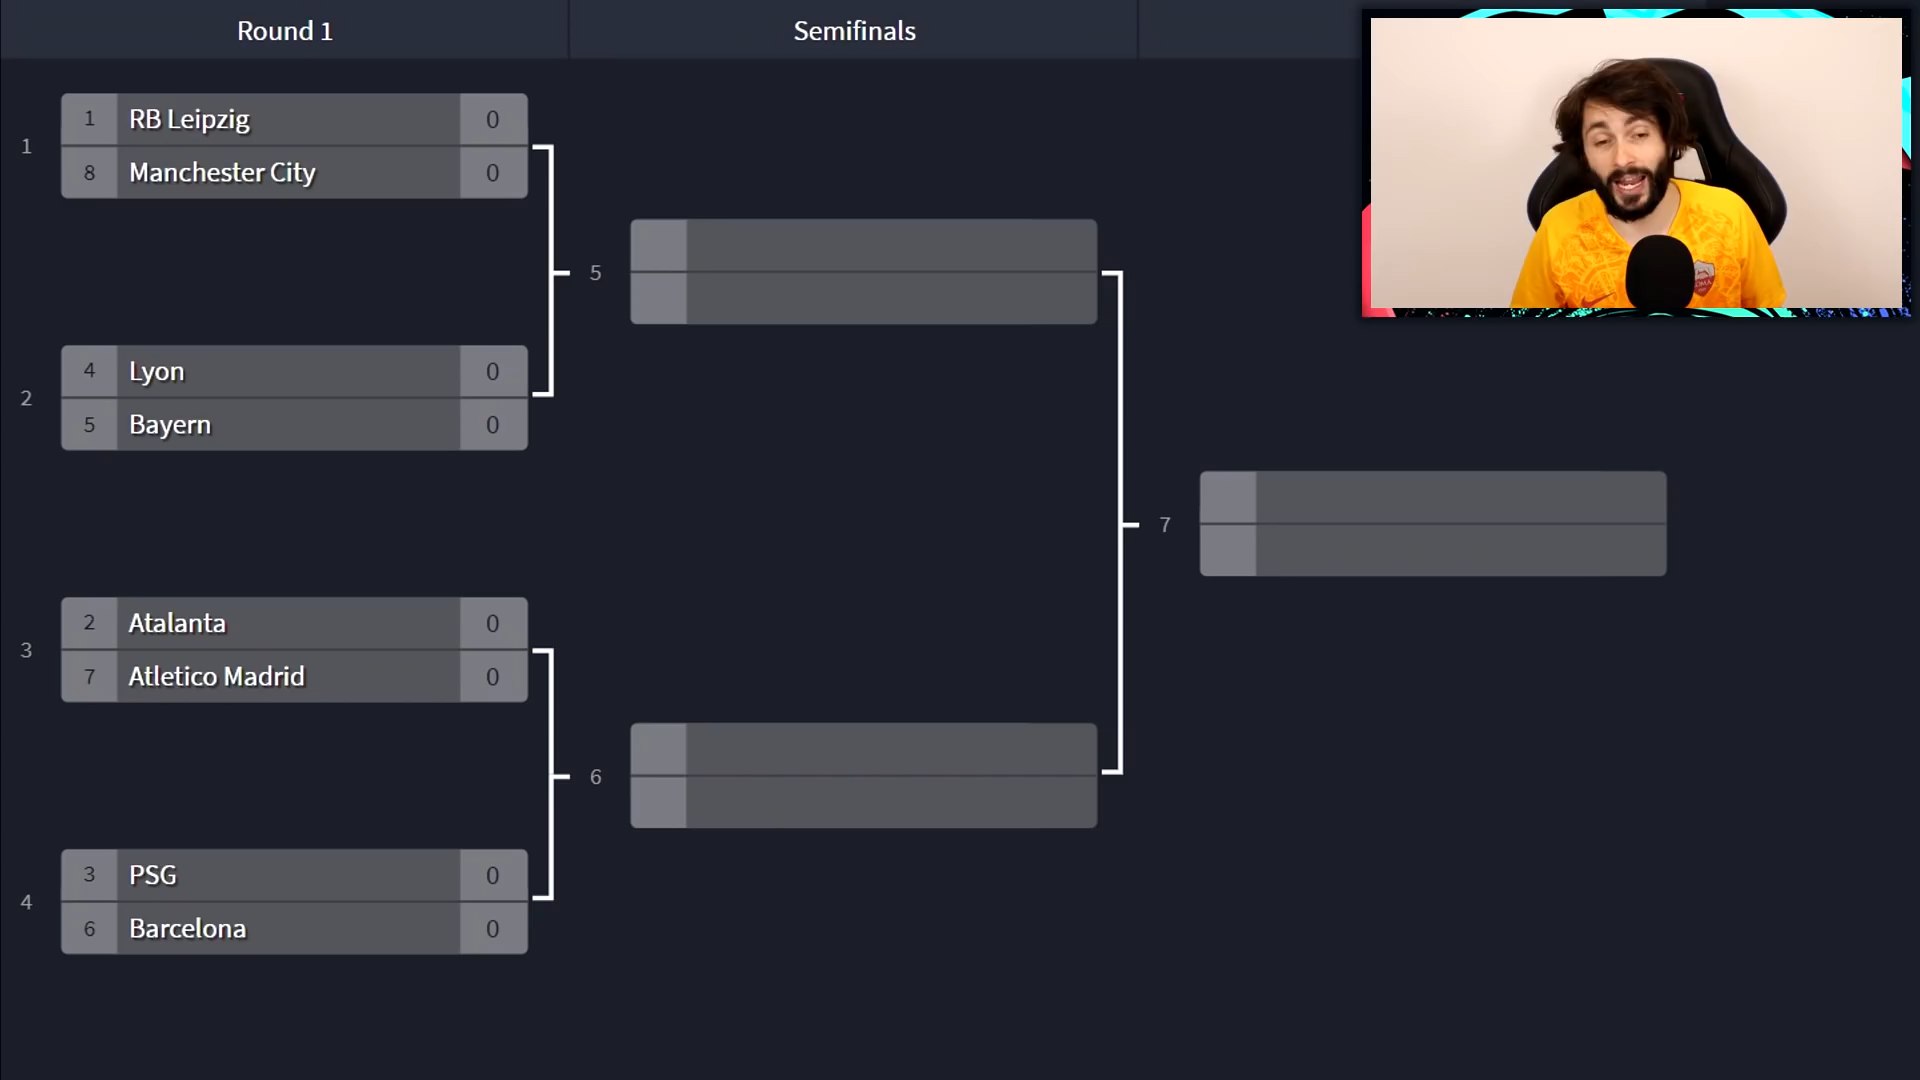 Round 1
Semifinals
1
1 RB Leipzig 0
8 Manchester City 0
2
4 Lyon 0
5 Bayern 0
3
2 Atalanta 0
7 Atletico Madrid 0
4
3 PSG 0
6 Barcelona 0
5
6
7